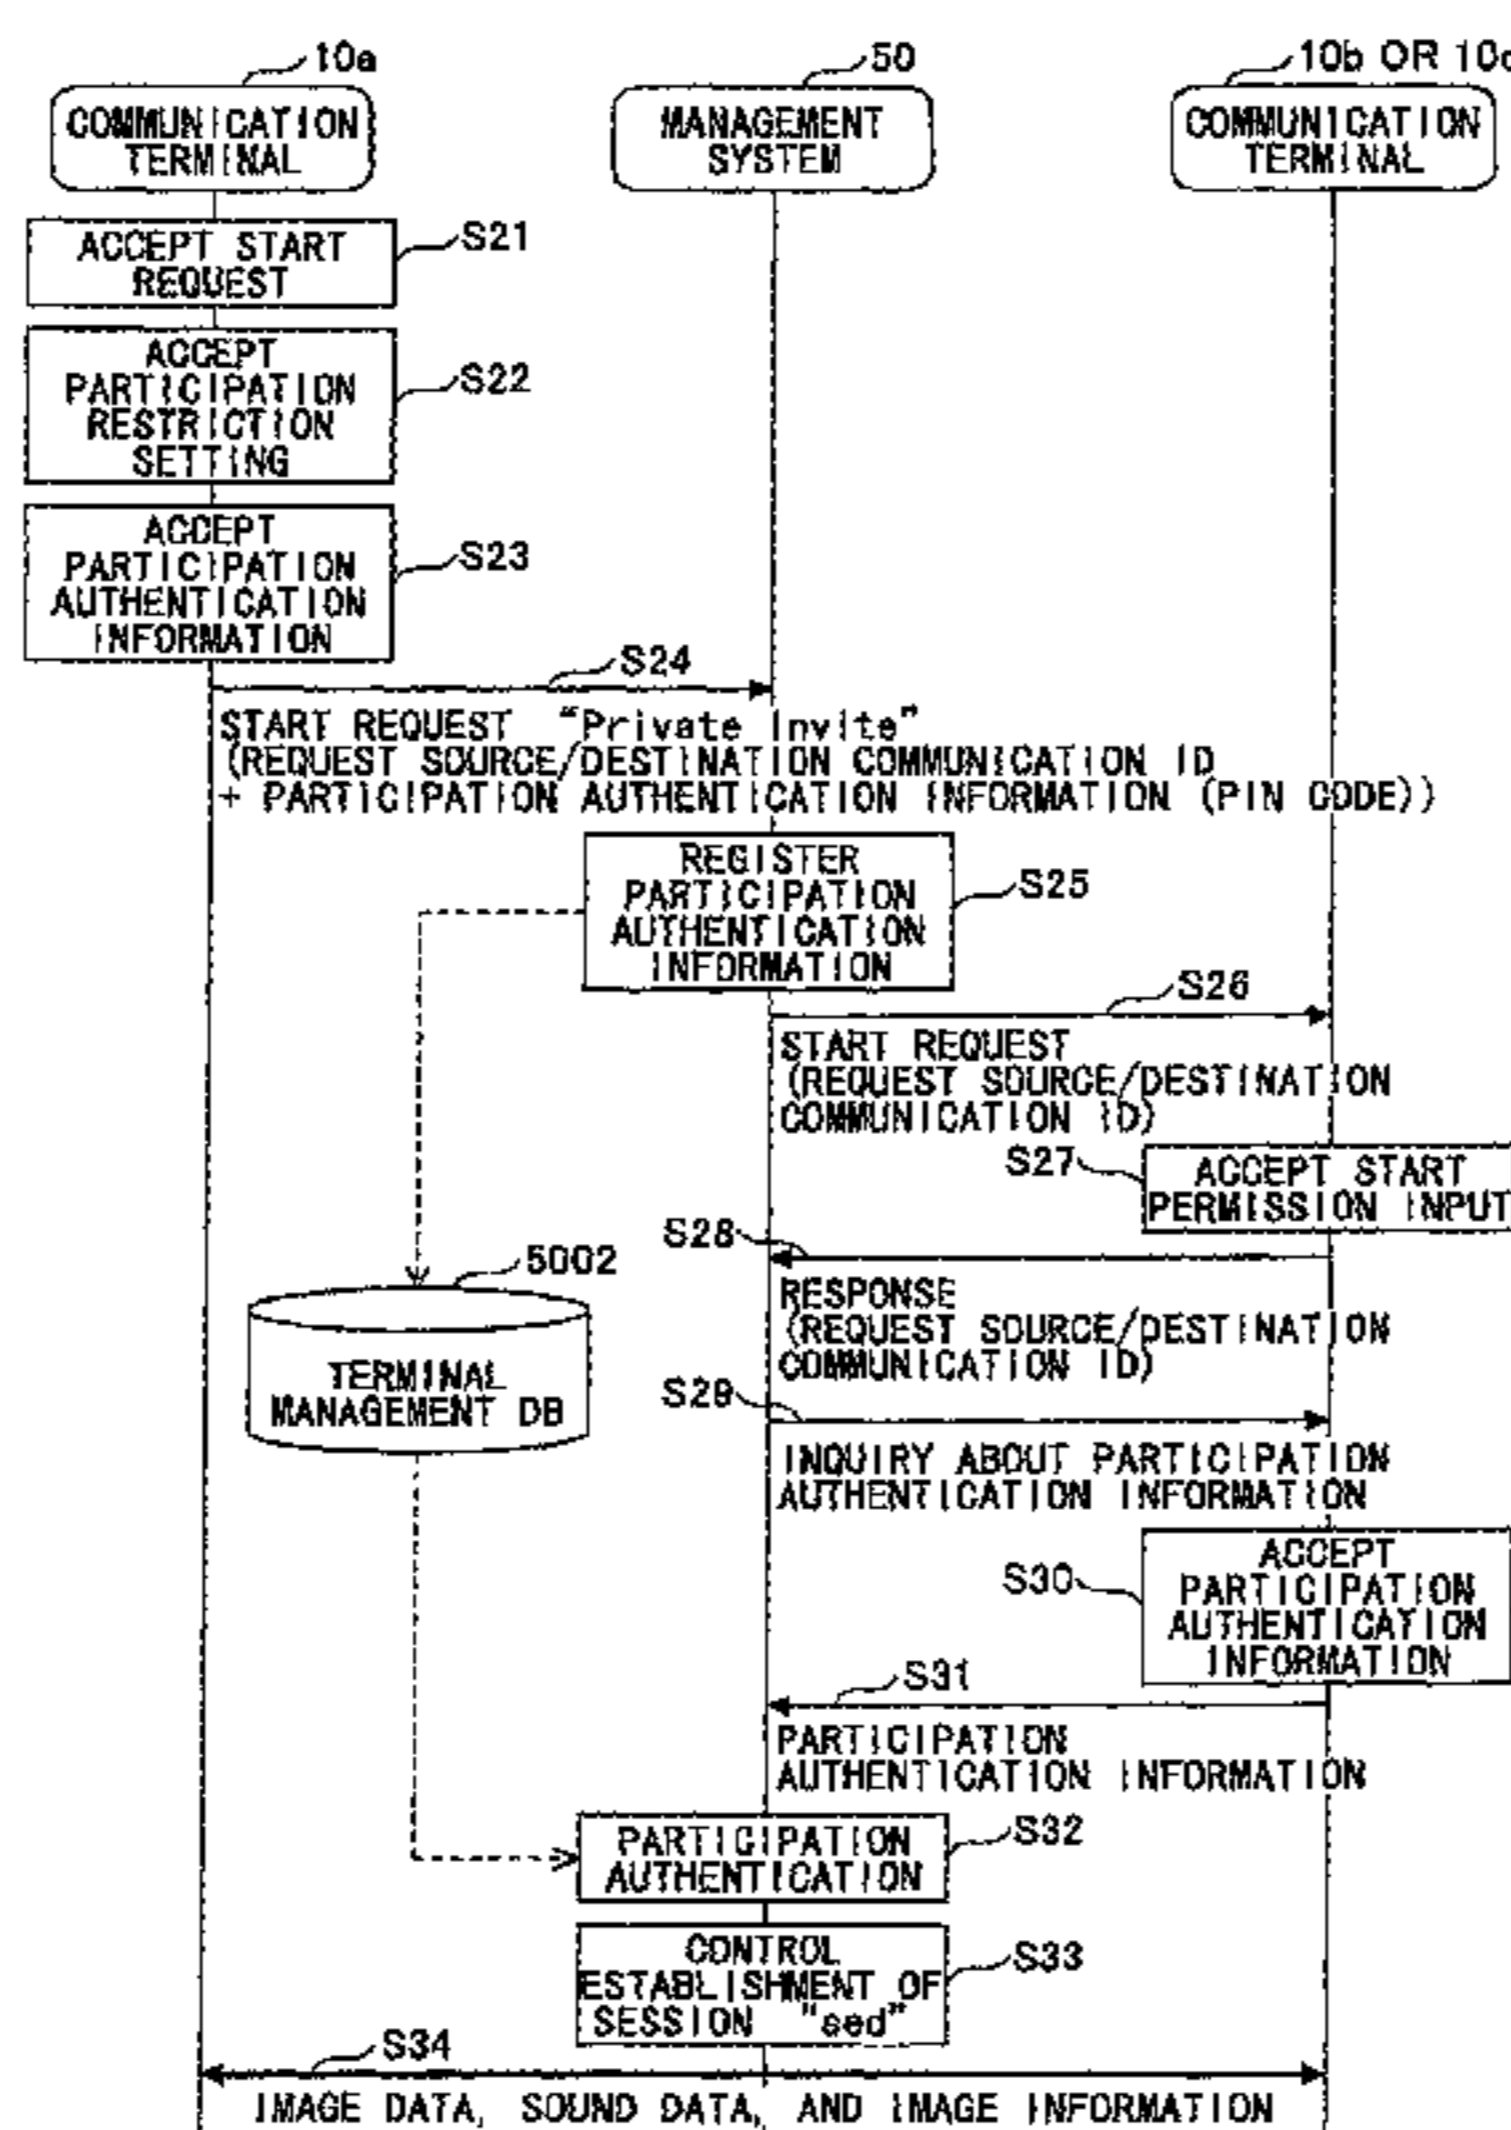 10a
50
10b OR 10c
COMMUNICATION
TERMINAL
MANAGEMENT
SYSTEM
COMMUNICATION
TERMINAL
ACCEPT START
REQUEST
S21
ACCEPT
PARTICIPATION
RESTRICTION
SETTING
S22
ACCEPT
PARTICIPATION
AUTHENTICATION
INFORMATION
S23
S24
START REQUEST "Private Invite"
(REQUEST SOURCE/DESTINATION COMMUNICATION ID
+ PARTICIPATION AUTHENTICATION INFORMATION (PIN CODE))
REGISTER
PARTICIPATION
AUTHENTICATION
INFORMATION
S25
S26
START REQUEST
(REQUEST SOURCE/DESTINATION
COMMUNICATION ID)
S27
ACCEPT START
PERMISSION INPUT
S28
RESPONSE
(REQUEST SOURCE/DESTINATION
COMMUNICATION ID)
5002
TERMINAL
MANAGEMENT DB
S29
INQUIRY ABOUT PARTICIPATION
AUTHENTICATION INFORMATION
S30
ACCEPT
PARTICIPATION
AUTHENTICATION
INFORMATION
S31
PARTICIPATION
AUTHENTICATION INFORMATION
PARTICIPATION
AUTHENTICATION
S32
CONTROL
ESTABLISHMENT OF
SESSION "sed"
S33
S34
IMAGE DATA, SOUND DATA, AND IMAGE INFORMATION